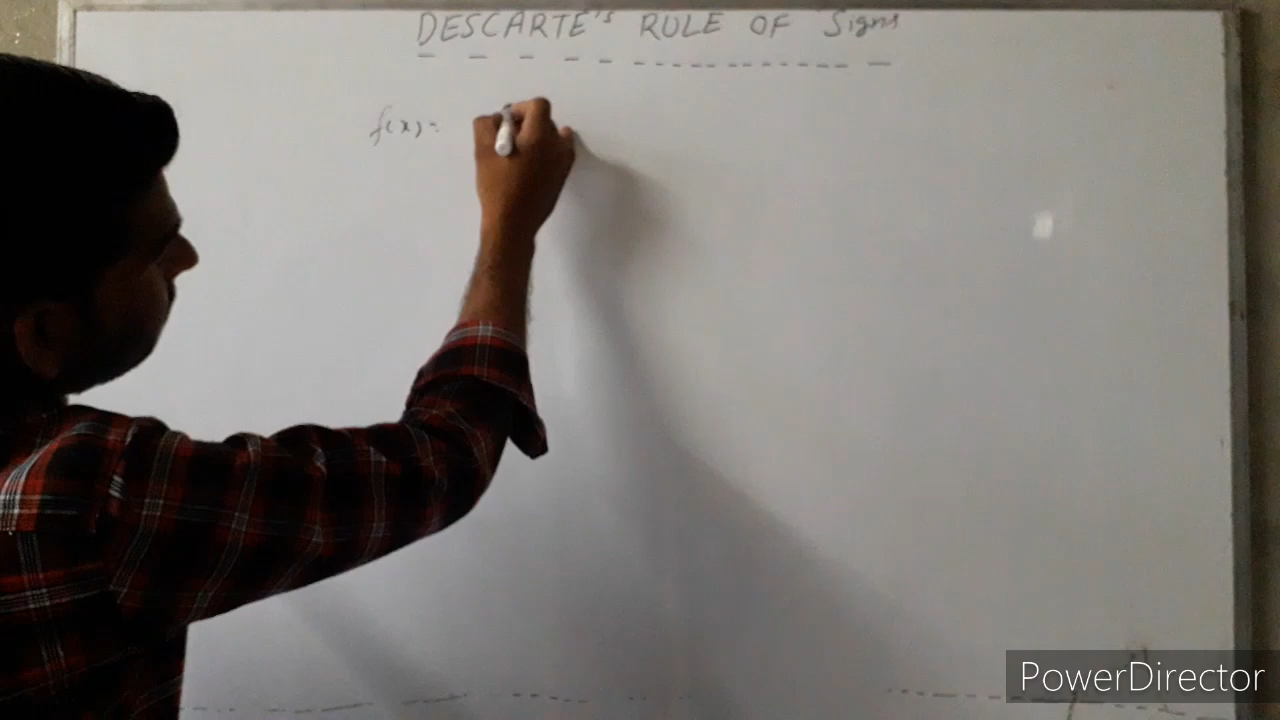 DESCARTE's RULE OF Signs
f(x) =
PowerDirector